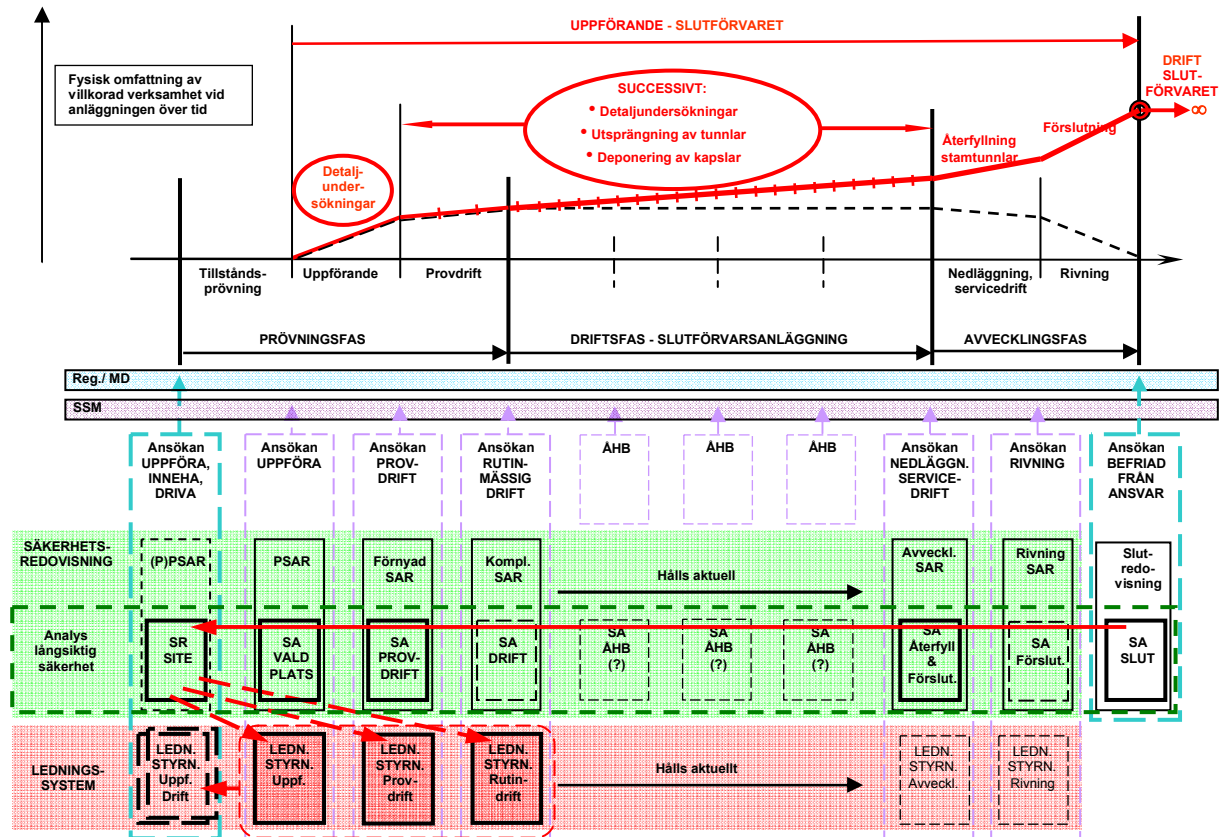 UPPFÖRANDE - SLUTFÖRVARET
Fysisk omfattning av
villkorad verksamhet vid
anläggningen över tid
DRIFT
SLUT-
FÖRVARET
∞
SUCCESSIVT:
• Detaljundersökningar
• Utsprängning av tunnlar
• Deponering av kapslar
Återfyllning
stamtunnlar
Förslutning
Detalj-
under-
sökningar
Tillstånds-
prövning
Uppförande
Provdrift
Nedläggning,
servicedrift
Rivning
PRÖVNINGSFAS
DRIFTSFAS - SLUTFÖRVARSANLÄGGNING
AVVECKLINGSFAS
Reg./ MD
SSM
Ansökan
UPPFÖRA,
INNEHA,
DRIVA
Ansökan
UPPFÖRA
Ansökan
PROV-
DRIFT
Ansökan
RUTIN-
MÄSSIG
DRIFT
ÅHB
ÅHB
ÅHB
Ansökan
NEDLÄGGN.
SERVICE-
DRIFT
Ansökan
RIVNING
Ansökan
BEFRIAD
FRÅN
ANSVAR
SÄKERHETS-
REDOVISNING
(P)PSAR
PSAR
Förnyad
SAR
Kompl.
SAR
Hålls aktuell
Avveckl.
SAR
Rivning
SAR
Slut-
redo-
visning
Analys
långsiktig
säkerhet
SR
SITE
SA
VALD
PLATS
SA
PROV-
DRIFT
SA
DRIFT
SA
ÅHB
(?)
SA
ÅHB
(?)
SA
ÅHB
(?)
SA
Återfyll
&
Förslut.
SA
Förslut.
SA
SLUT
LEDNINGS-
SYSTEM
LEDN.
STYRN.
Uppf.
Drift
LEDN.
STYRN.
Uppf.
LEDN.
STYRN.
Prov-
drift
LEDN.
STYRN.
Rutin-
drift
Hålls aktuellt
LEDN.
STYRN.
Avveckl.
LEDN.
STYRN.
Rivning